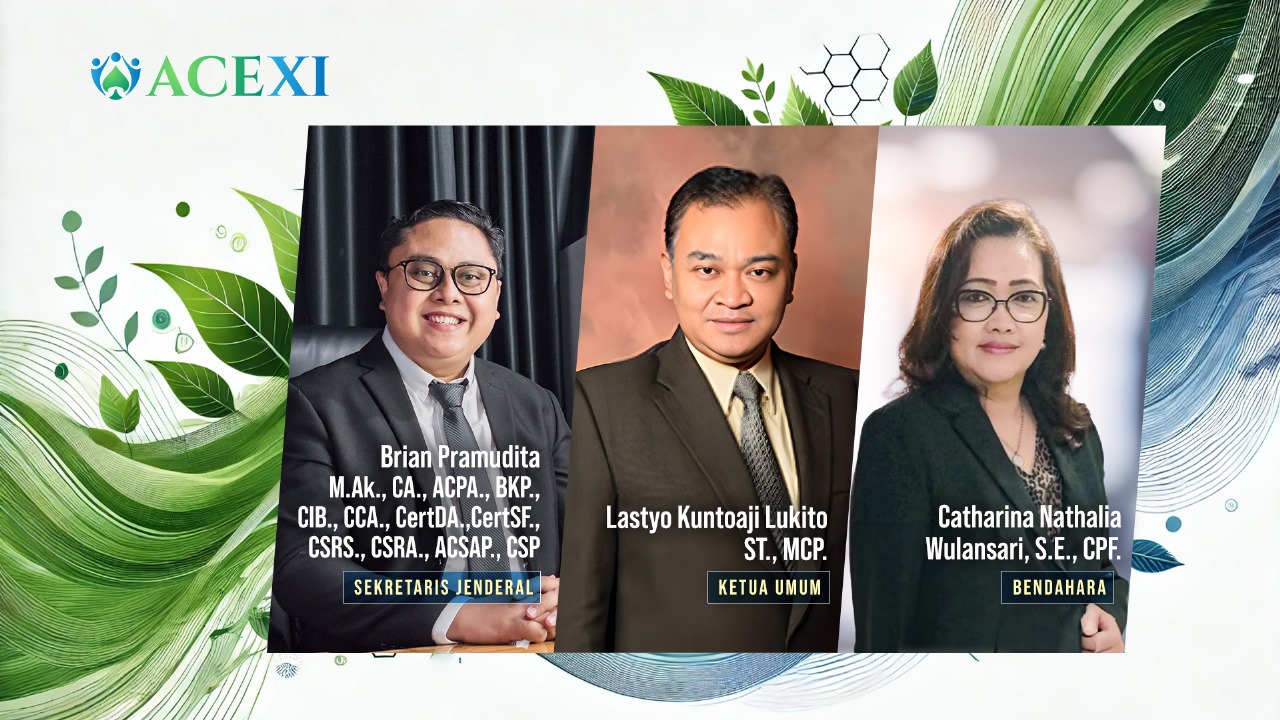 ACEXI
Brian Pramudita
M.Ak., CA., ACPA., BKP.,
CIB., CCA., CertDA.,CertSF.,
CSRS., CSRA., ACSAP., CSP
SEKRETARIS JENDERAL
Lastyo Kuntoaji Lukito
ST., MCP.
KETUA UMUM
Catharina Nathalia
Wulansari, S.E., CPF.
BENDAHARA